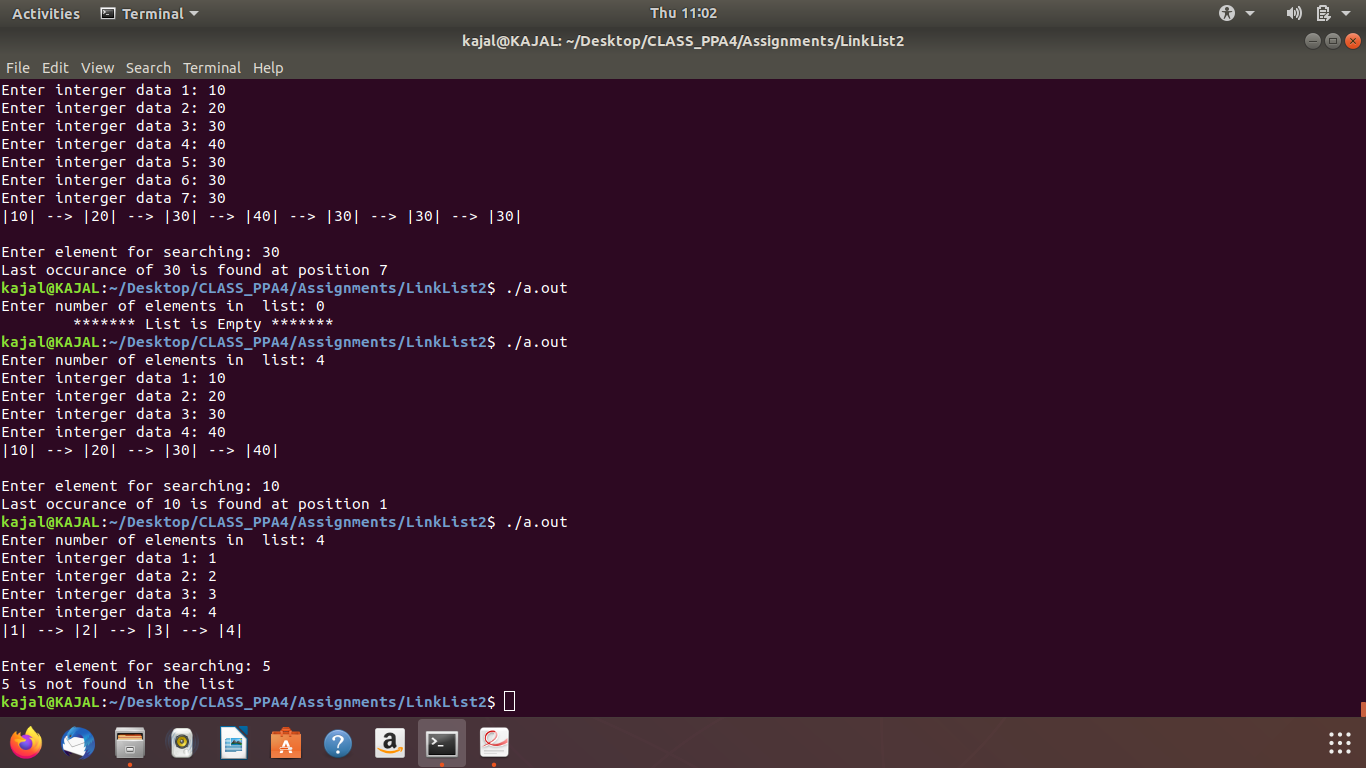 Activities Terminal Thu 11:02
kajal@KAJAL: ~/Desktop/CLASS_PPA4/Assignments/LinkList2
File Edit View Search Terminal Help
Enter interger data 1: 10
Enter interger data 2: 20
Enter interger data 3: 30
Enter interger data 4: 40
Enter interger data 5: 30
Enter interger data 6: 30
Enter interger data 7: 30
|10| --> |20| --> |30| --> |40| --> |30| --> |30| --> |30|
Enter element for searching: 30
Last occurance of 30 is found at position 7
kajal@KAJAL:~/Desktop/CLASS_PPA4/Assignments/LinkList2$ ./a.out
Enter number of elements in  list: 0
        ******* List is Empty *******
kajal@KAJAL:~/Desktop/CLASS_PPA4/Assignments/LinkList2$ ./a.out
Enter number of elements in  list: 4
Enter interger data 1: 10
Enter interger data 2: 20
Enter interger data 3: 30
Enter interger data 4: 40
|10| --> |20| --> |30| --> |40|
Enter element for searching: 10
Last occurance of 10 is found at position 1
kajal@KAJAL:~/Desktop/CLASS_PPA4/Assignments/LinkList2$ ./a.out
Enter number of elements in  list: 4
Enter interger data 1: 1
Enter interger data 2: 2
Enter interger data 3: 3
Enter interger data 4: 4
|1| --> |2| --> |3| --> |4|
Enter element for searching: 5
5 is not found in the list
kajal@KAJAL:~/Desktop/CLASS_PPA4/Assignments/LinkList2$